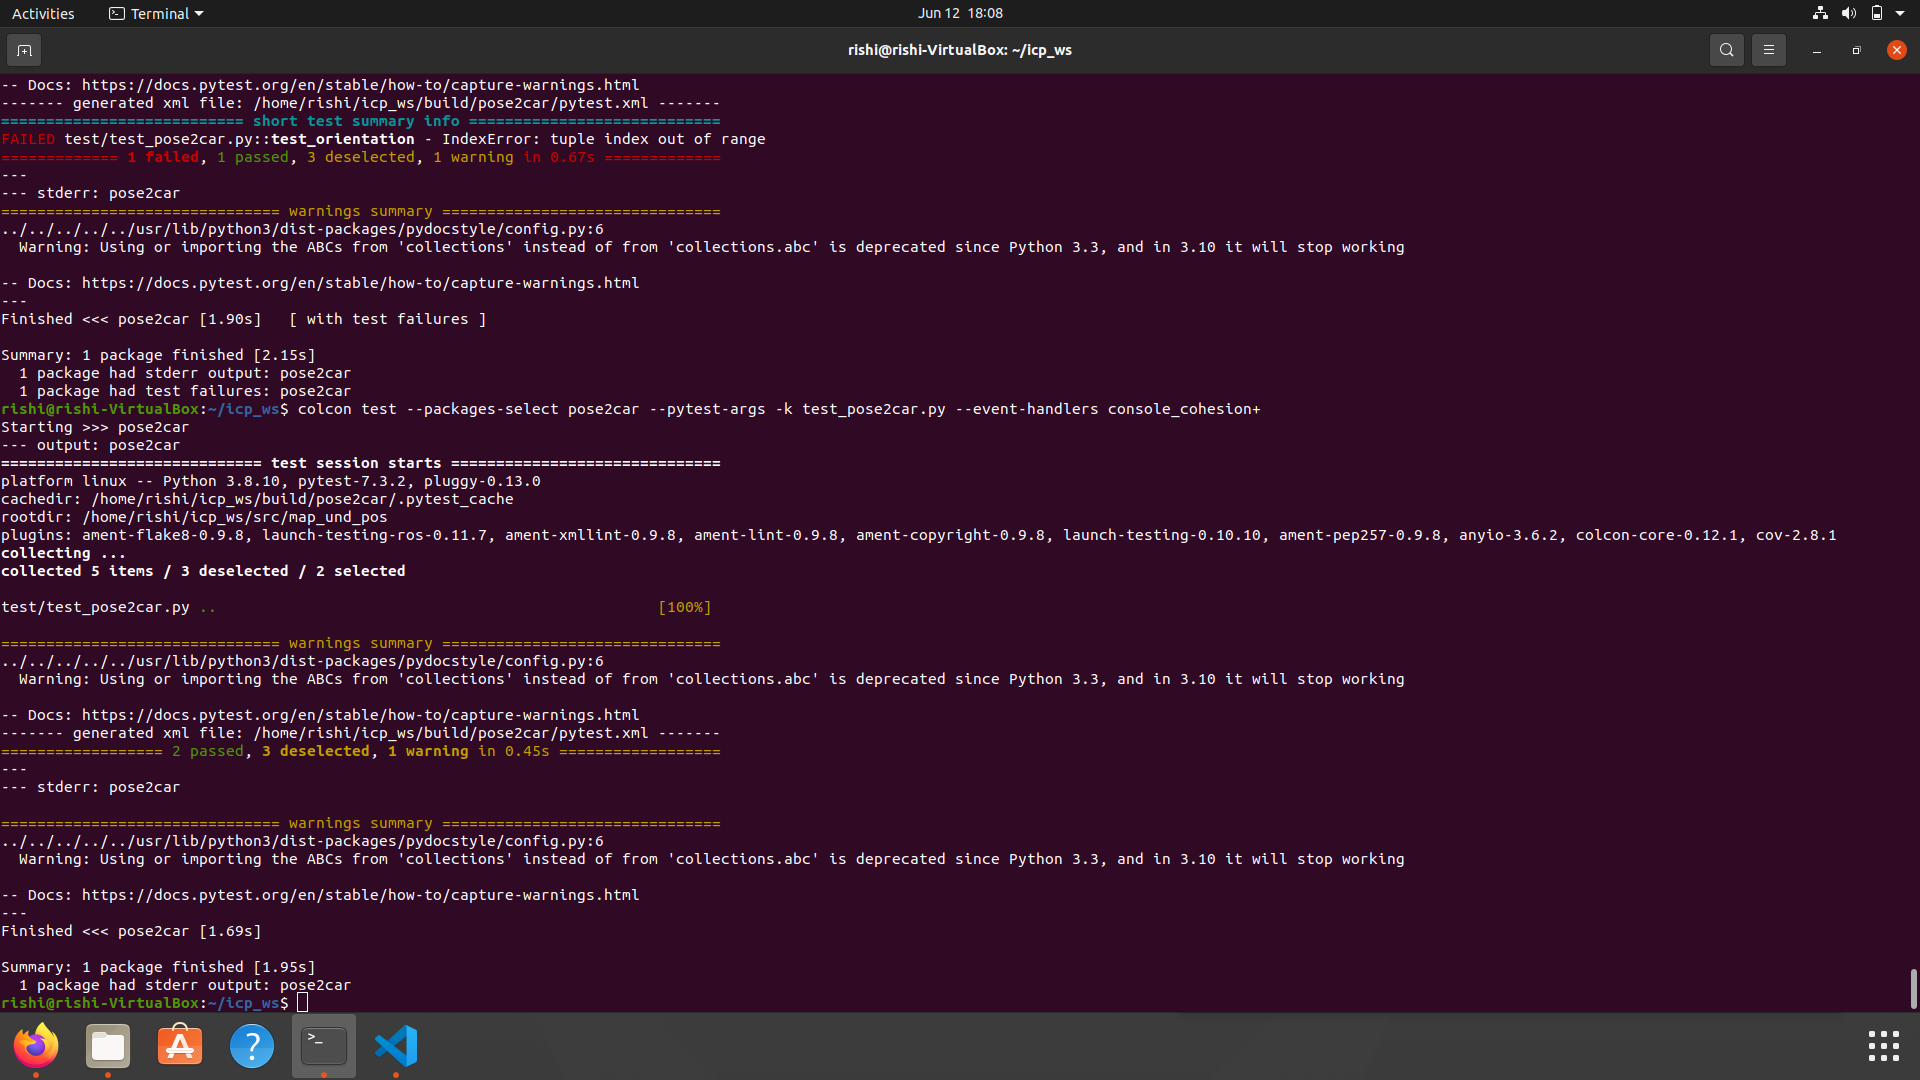 Activities Terminal Jun 12 18:08
rishi@rishi-VirtualBox: ~/icp_ws
-- Docs: https://docs.pytest.org/en/stable/how-to/capture-warnings.html
------- generated xml file: /home/rishi/icp_ws/build/pose2car/pytest.xml -------
=========================== short test summary info ============================
FAILED test/test_pose2car.py::test_orientation - IndexError: tuple index out of range
============= 1 failed, 1 passed, 3 deselected, 1 warning in 0.67s =============
---
--- stderr: pose2car
=============================== warnings summary ===============================
../../../../../usr/lib/python3/dist-packages/pydocstyle/config.py:6
  Warning: Using or importing the ABCs from 'collections' instead of from 'collections.abc' is deprecated since Python 3.3, and in 3.10 it will stop working
-- Docs: https://docs.pytest.org/en/stable/how-to/capture-warnings.html
---
Finished <<< pose2car [1.90s]   [ with test failures ]
Summary: 1 package finished [2.15s]
  1 package had stderr output: pose2car
  1 package had test failures: pose2car
rishi@rishi-VirtualBox:~/icp_ws$ colcon test --packages-select pose2car --pytest-args -k test_pose2car.py --event-handlers console_cohesion+
Starting >>> pose2car
--- output: pose2car
============================= test session starts ==============================
platform linux -- Python 3.8.10, pytest-7.3.2, pluggy-0.13.0
cachedir: /home/rishi/icp_ws/build/pose2car/.pytest_cache
rootdir: /home/rishi/icp_ws/src/map_und_pos
plugins: ament-flake8-0.9.8, launch-testing-ros-0.11.7, ament-xmllint-0.9.8, ament-lint-0.9.8, ament-copyright-0.9.8, launch-testing-0.10.10, ament-pep257-0.9.8, anyio-3.6.2, colcon-core-0.12.1, cov-2.8.1
collecting ...
collected 5 items / 3 deselected / 2 selected
test/test_pose2car.py ..                                                 [100%]
=============================== warnings summary ===============================
../../../../../usr/lib/python3/dist-packages/pydocstyle/config.py:6
  Warning: Using or importing the ABCs from 'collections' instead of from 'collections.abc' is deprecated since Python 3.3, and in 3.10 it will stop working
-- Docs: https://docs.pytest.org/en/stable/how-to/capture-warnings.html
------- generated xml file: /home/rishi/icp_ws/build/pose2car/pytest.xml -------
================== 2 passed, 3 deselected, 1 warning in 0.45s ==================
---
--- stderr: pose2car
=============================== warnings summary ===============================
../../../../../usr/lib/python3/dist-packages/pydocstyle/config.py:6
  Warning: Using or importing the ABCs from 'collections' instead of from 'collections.abc' is deprecated since Python 3.3, and in 3.10 it will stop working
-- Docs: https://docs.pytest.org/en/stable/how-to/capture-warnings.html
---
Finished <<< pose2car [1.69s]
Summary: 1 package finished [1.95s]
  1 package had stderr output: pose2car
rishi@rishi-VirtualBox:~/icp_ws$